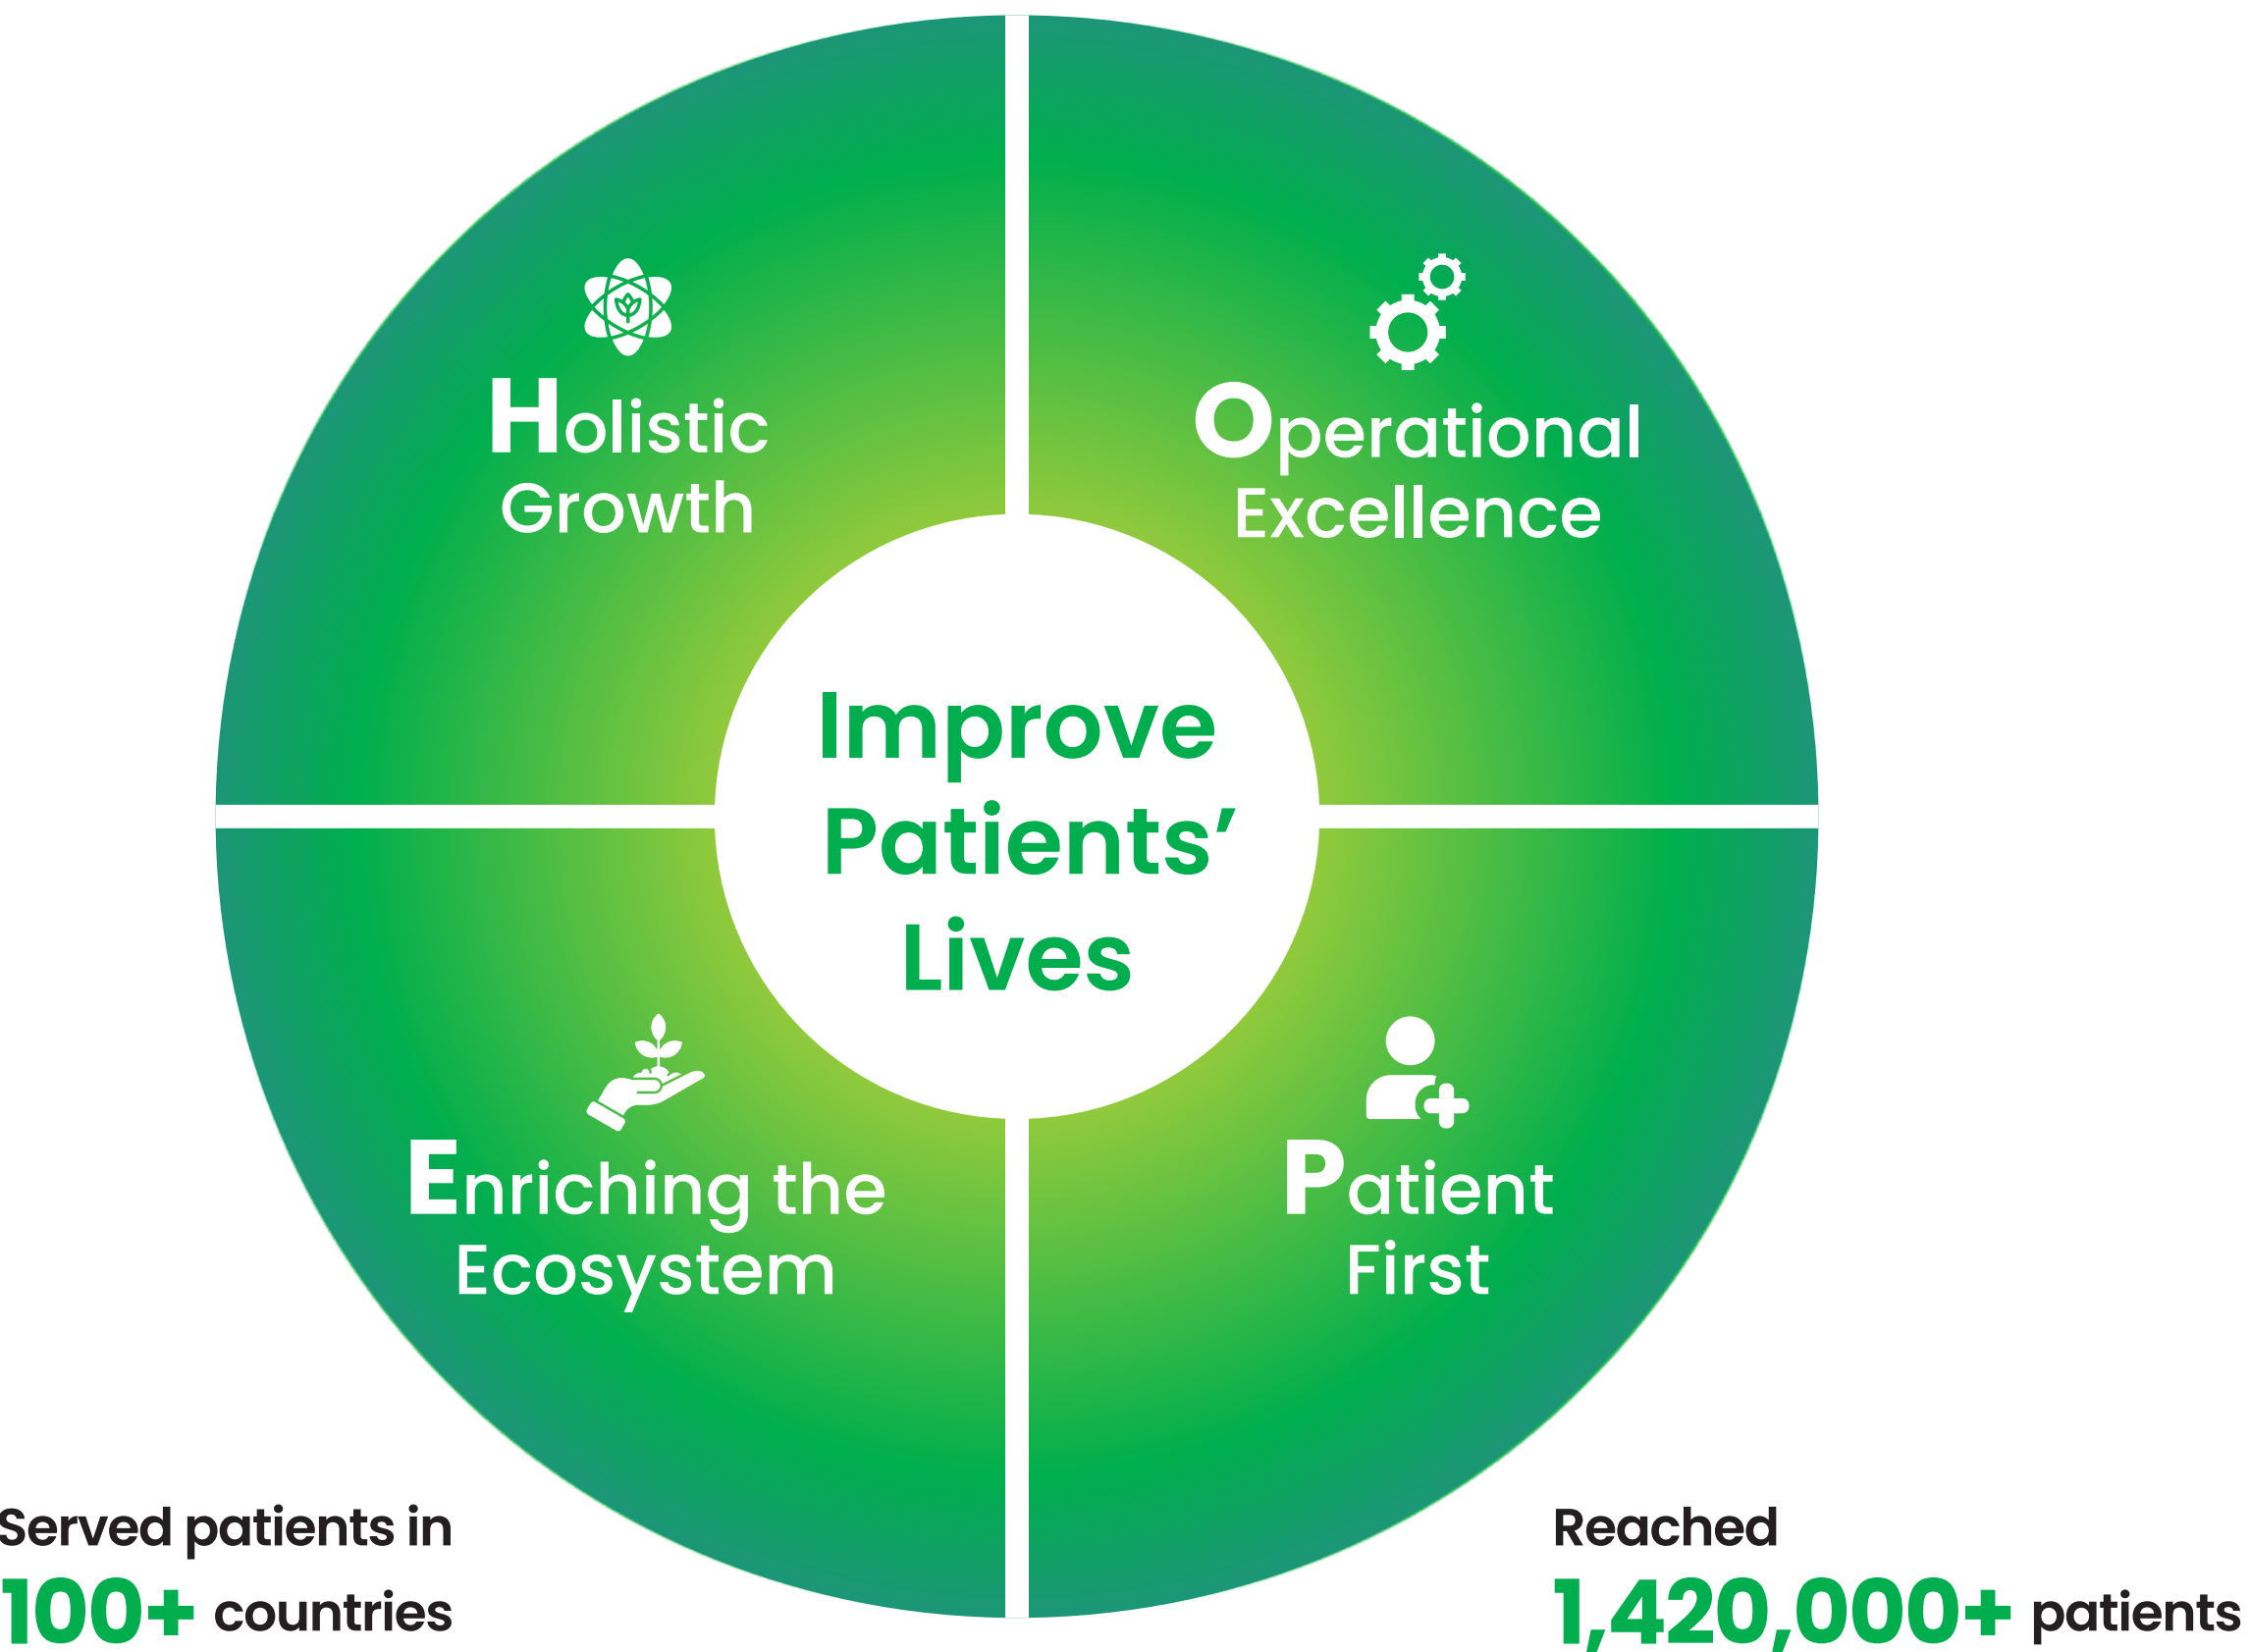 Holistic
Growth
Operational
Excellence
Improve
Patients’
Lives
Enriching the
Ecosystem
Patient
First
Served patients in
100+ countries
Reached
1,420,000+ patients